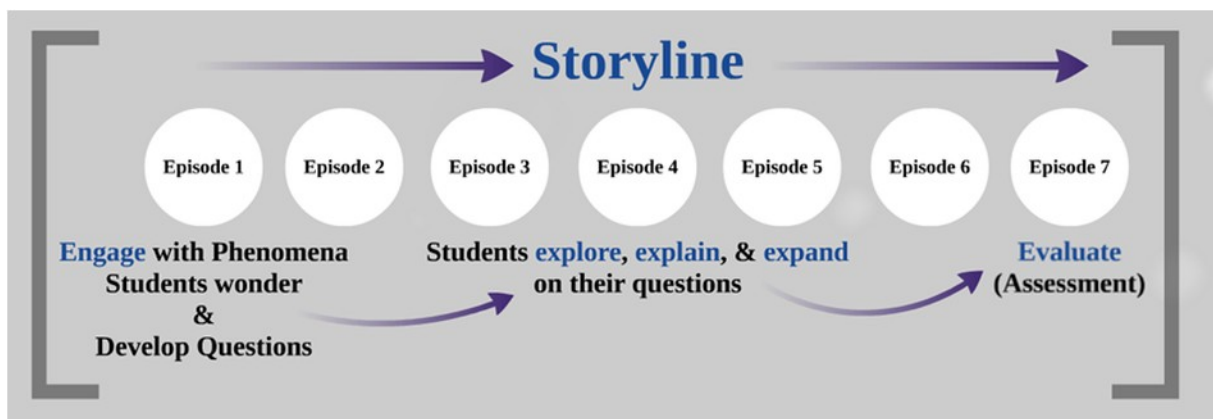 Storyline
Episode 1
Episode 2
Episode 3
Episode 4
Episode 5
Episode 6
Episode 7
Engage with Phenomena
Students wonder
&
Develop Questions
Students explore, explain, & expand
on their questions
Evaluate
(Assessment)